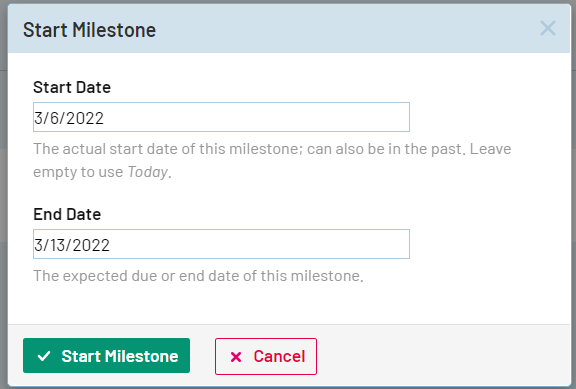 Start Milestone
Start Date
3/6/2022
The actual start date of this milestone; can also be in the past. Leave
empty to use Today.
End Date
3/13/2022
The expected due or end date of this milestone.
Start Milestone
Cancel